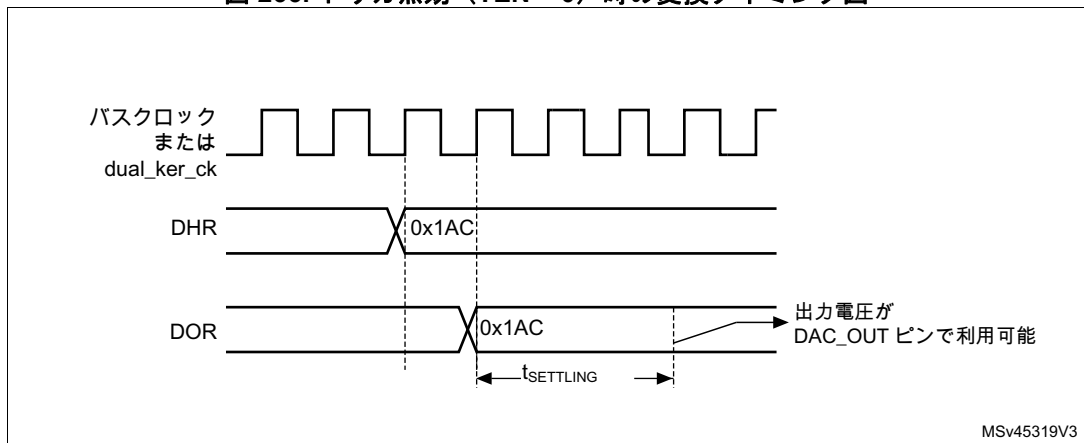 バスクロック
または
dual_ker_ck
DHR
0x1AC
DOR
0x1AC
出力電圧が
DAC_OUT ピンで利用可能
tSETTLING
MSv45319V3